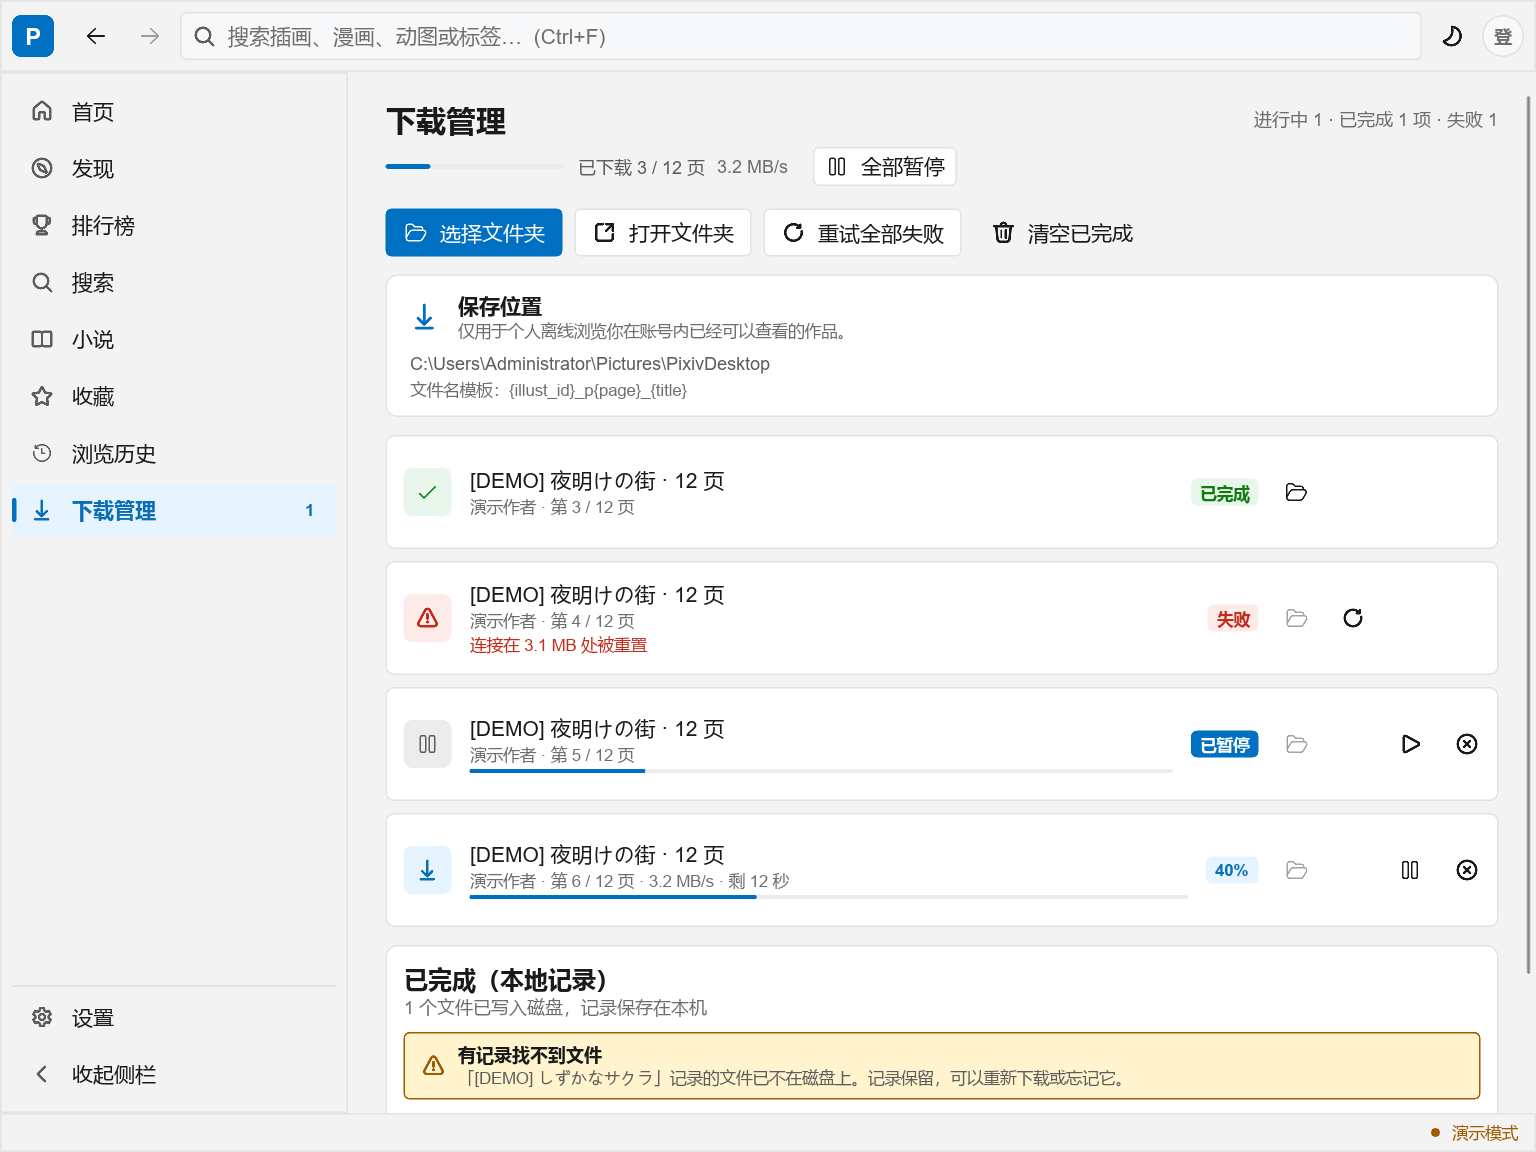 P
搜索插画、漫画、动图或标签… (Ctrl+F)
登
首页
发现
排行榜
搜索
小说
收藏
浏览历史
下载管理 1
设置
收起侧栏
下载管理
进行中 1 · 已完成 1 项 · 失败 1
已下载 3 / 12 页 3.2 MB/s
全部暂停
选择文件夹
打开文件夹
重试全部失败
清空已完成
保存位置
仅用于个人离线浏览你在账号内已经可以查看的作品。
C:\Users\Administrator\Pictures\PixivDesktop
文件名模板：{illust_id}_p{page}_{title}
[DEMO] 夜明けの街 · 12 页
演示作者 · 第 3 / 12 页
已完成
[DEMO] 夜明けの街 · 12 页
演示作者 · 第 4 / 12 页
连接在 3.1 MB 处被重置
失败
[DEMO] 夜明けの街 · 12 页
演示作者 · 第 5 / 12 页
已暂停
[DEMO] 夜明けの街 · 12 页
演示作者 · 第 6 / 12 页 · 3.2 MB/s · 剩 12 秒
40%
已完成（本地记录）
1 个文件已写入磁盘，记录保存在本机
有记录找不到文件
「[DEMO] しずかなサクラ」记录的文件已不在磁盘上。记录保留，可以重新下载或忘记它。
演示模式